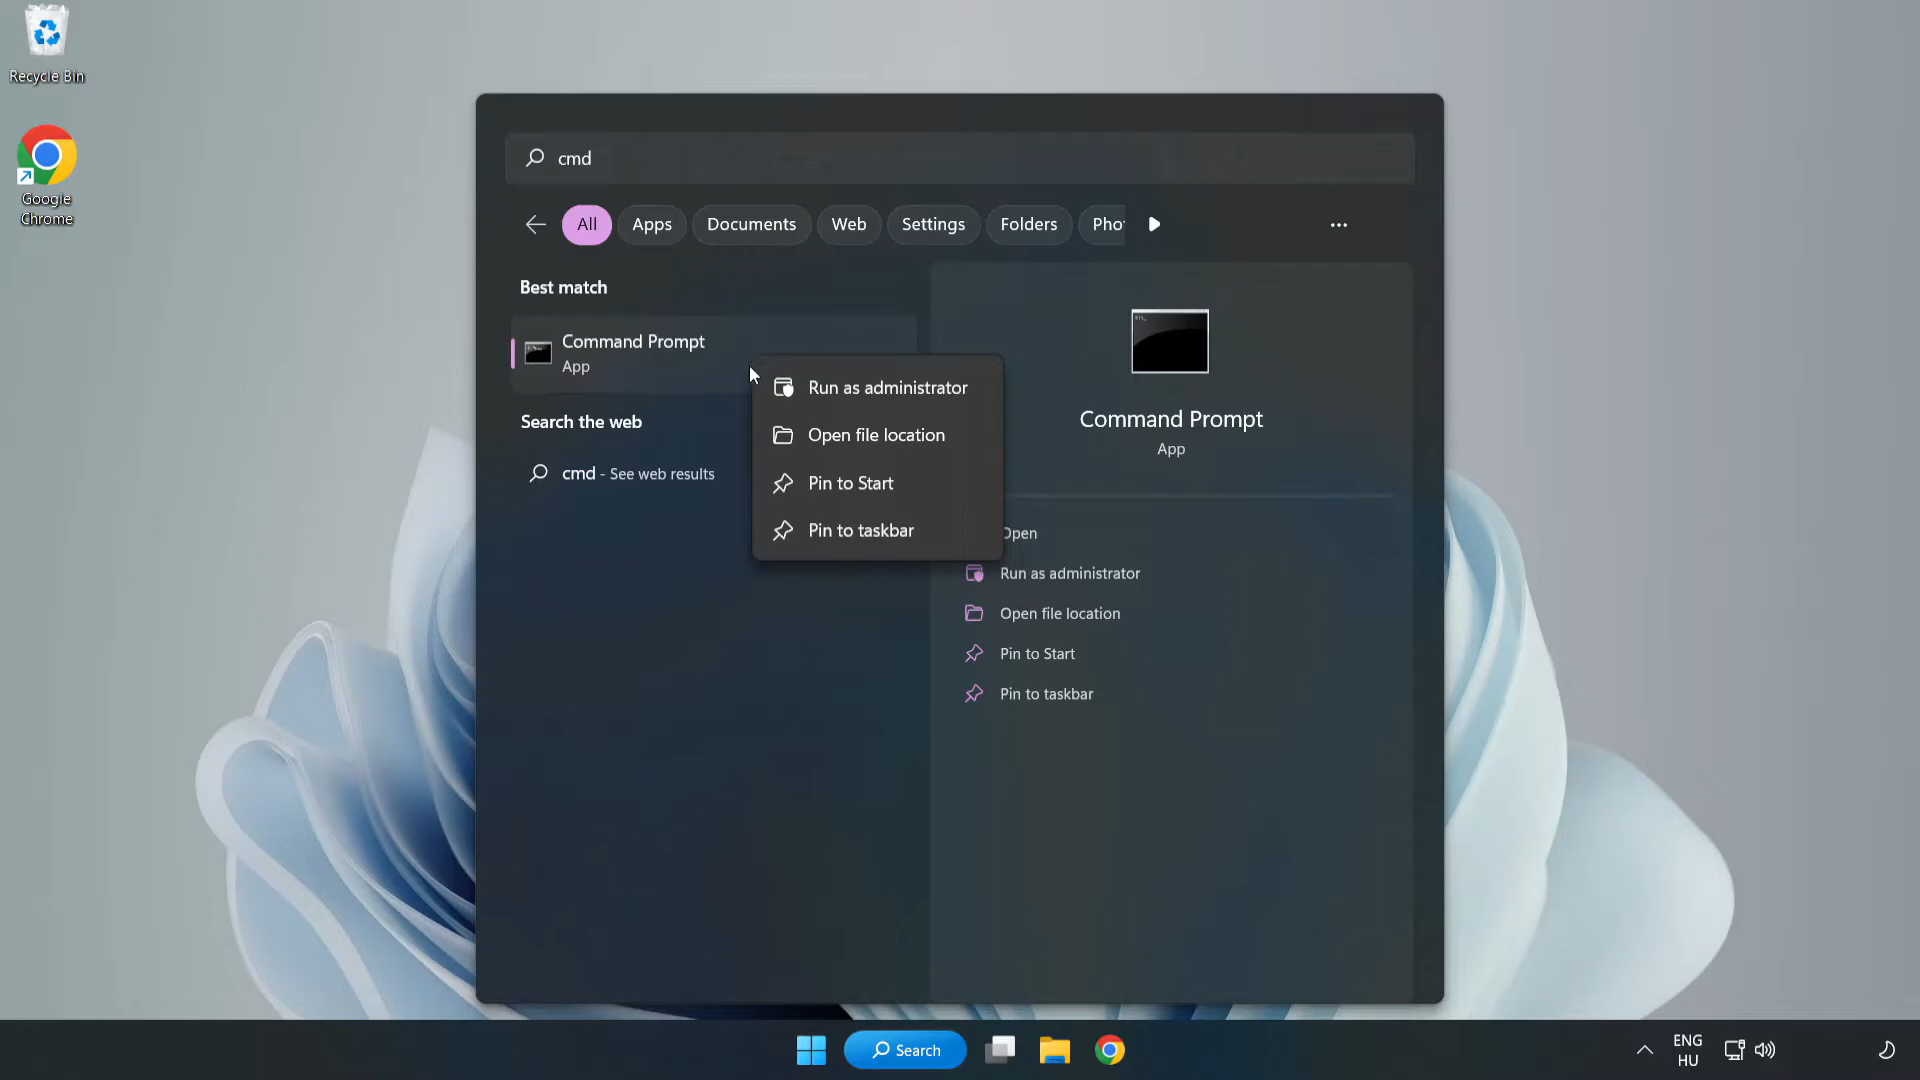 Recycle Bin
Google
Chrome
cmd
All
Apps
Documents
Web
Settings
Folders
Pho
Best match
Command Prompt
App
Search the web
cmd - See web results
Run as administrator
Open file location
Pin to Start
Pin to taskbar
Command Prompt
App
Open
Run as administrator
Open file location
Pin to Start
Pin to taskbar
Search
ENG
HU